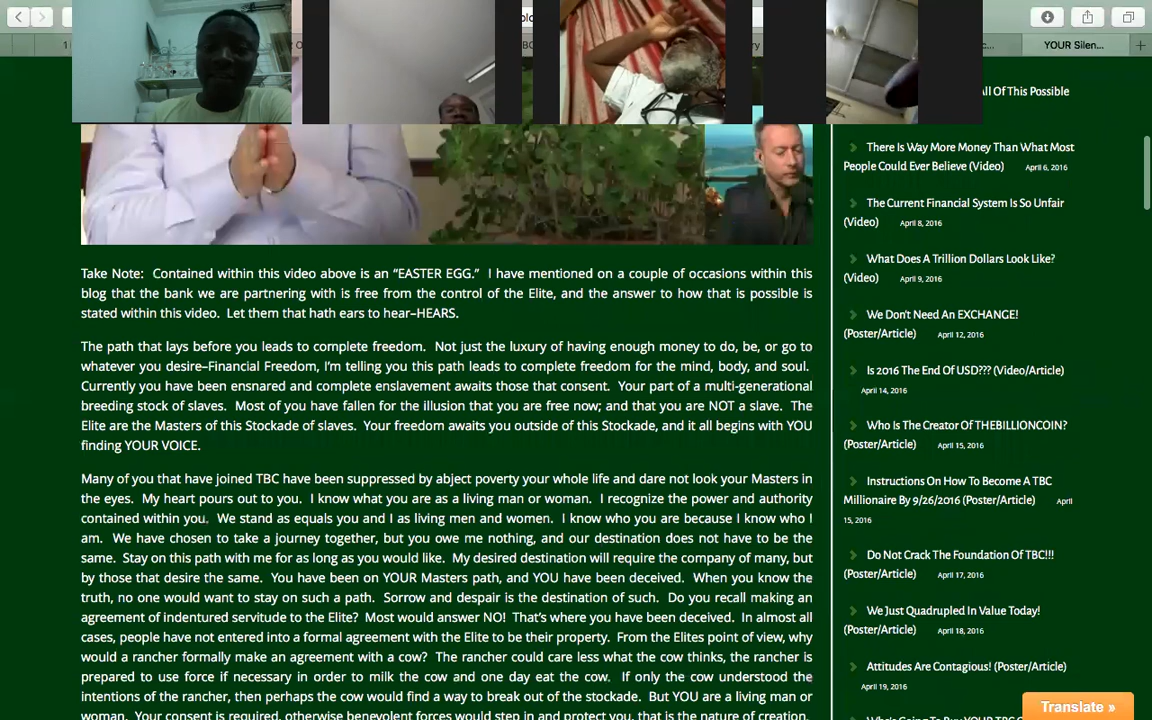 YOUR Silen...
Take Note: Contained within this video above is an “EASTER EGG.” I have mentioned on a couple of occasions within this
blog that the bank we are partnering with is free from the control of the Elite, and the answer to how that is possible is
stated within this video. Let them that hath ears to hear–HEARS.
The path that lays before you leads to complete freedom. Not just the luxury of having enough money to do, be, or go to
whatever you desire–Financial Freedom, I’m telling you this path leads to complete freedom for the mind, body, and soul.
Currently you have been ensnared and complete enslavement awaits those that consent. Your part of a multi-generational
breeding stock of slaves. Most of you have fallen for the illusion that you are free now; and that you are NOT a slave. The
Elite are the Masters of this Stockade of slaves. Your freedom awaits you outside of this Stockade, and it all begins with YOU
finding YOUR VOICE.
Many of you that have joined TBC have been suppressed by abject poverty your whole life and dare not look your Masters in
the eyes. My heart pours out to you. I know what you are as a living man or woman. I recognize the power and authority
contained within you. We stand as equals you and I as living men and women. I know who you are because I know who I
am. We have chosen to take a journey together, but you owe me nothing, and our destination does not have to be the
same. Stay on this path with me for as long as you would like. My desired destination will require the company of many, but
by those that desire the same. You have been on YOUR Masters path, and YOU have been deceived. When you know the
truth, no one would want to stay on such a path. Sorrow and despair is the destination of such. Do you recall making an
agreement of indentured servitude to the Elite? Most would answer NO! That’s where you have been deceived. In almost all
cases, people have not entered into a formal agreement with the Elite to be their property. From the Elites point of view, why
would a rancher formally make an agreement with a cow? The rancher could care less what the cow thinks, the rancher is
prepared to use force if necessary in order to milk the cow and one day eat the cow. If only the cow understood the
intentions of the rancher, then perhaps the cow would find a way to break out of the stockade. But YOU are a living man or
woman. Your consent is required, otherwise benevolent forces would step in and protect you, that is the nature of creation.
All Of This Possible
There Is Way More Money Than What Most
People Could Ever Believe (Video) April 6, 2016
The Current Financial System Is So Unfair
(Video) April 8, 2016
What Does A Trillion Dollars Look Like?
(Video) April 9, 2016
We Don't Need An EXCHANGE!
(Poster/Article) April 12, 2016
Is 2016 The End Of USD??? (Video/Article)
April 14, 2016
Who Is The Creator Of THEBILLIONCOIN?
(Poster/Article) April 15, 2016
Instructions On How To Become A TBC
Millionaire By 9/26/2016 (Poster/Article) April
15, 2016
Do Not Crack The Foundation Of TBC!!!
(Poster/Article) April 17, 2016
We Just Quadrupled In Value Today!
(Poster/Article) April 18, 2016
Attitudes Are Contagious! (Poster/Article)
April 19, 2016
Translate »